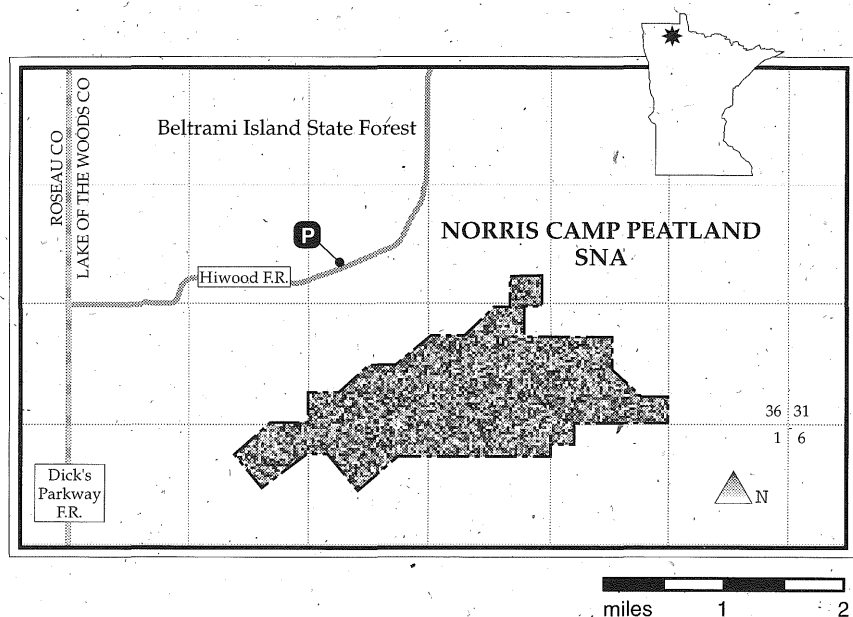 ROSEAU CO
LAKE OF THE WOODS CO
Beltrami Island State Forest
P
NORRIS CAMP PEATLAND
SNA
Hiwood F.R.
36 31
1 6
Dick's
Parkway
F.R.
N
miles 1 2